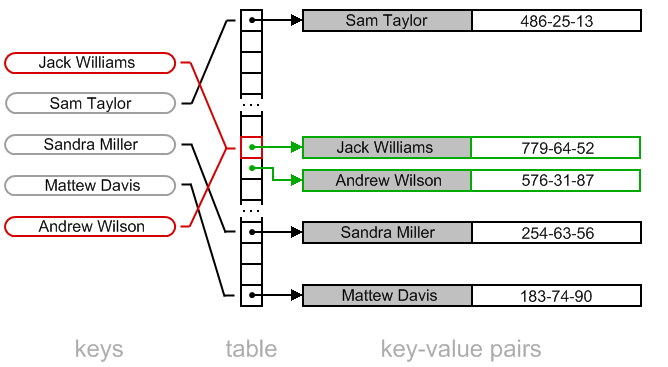 Sam Taylor 486-25-13
Jack Williams
Sam Taylor
...
Sandra Miller
Jack Williams 779-64-52
Mattew Davis
Andrew Wilson 576-31-87
...
Andrew Wilson
Sandra Miller 254-63-56
Mattew Davis 183-74-90
keys table key-value pairs